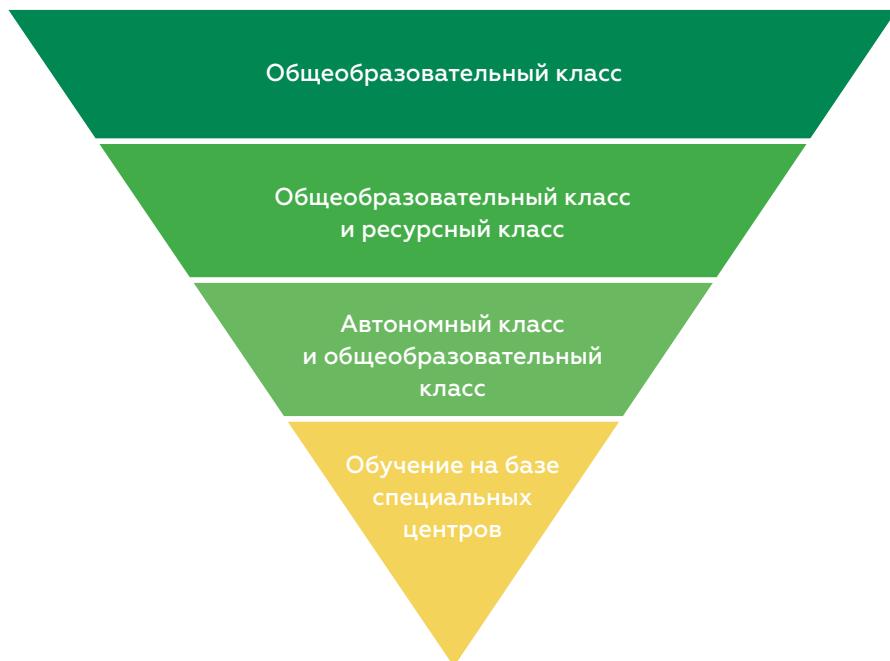 Общеобразовательный класс
Общеобразовательный класс
и ресурсный класс
Автономный класс
и общеобразовательный
класс
Обучение на базе
специальных
центров